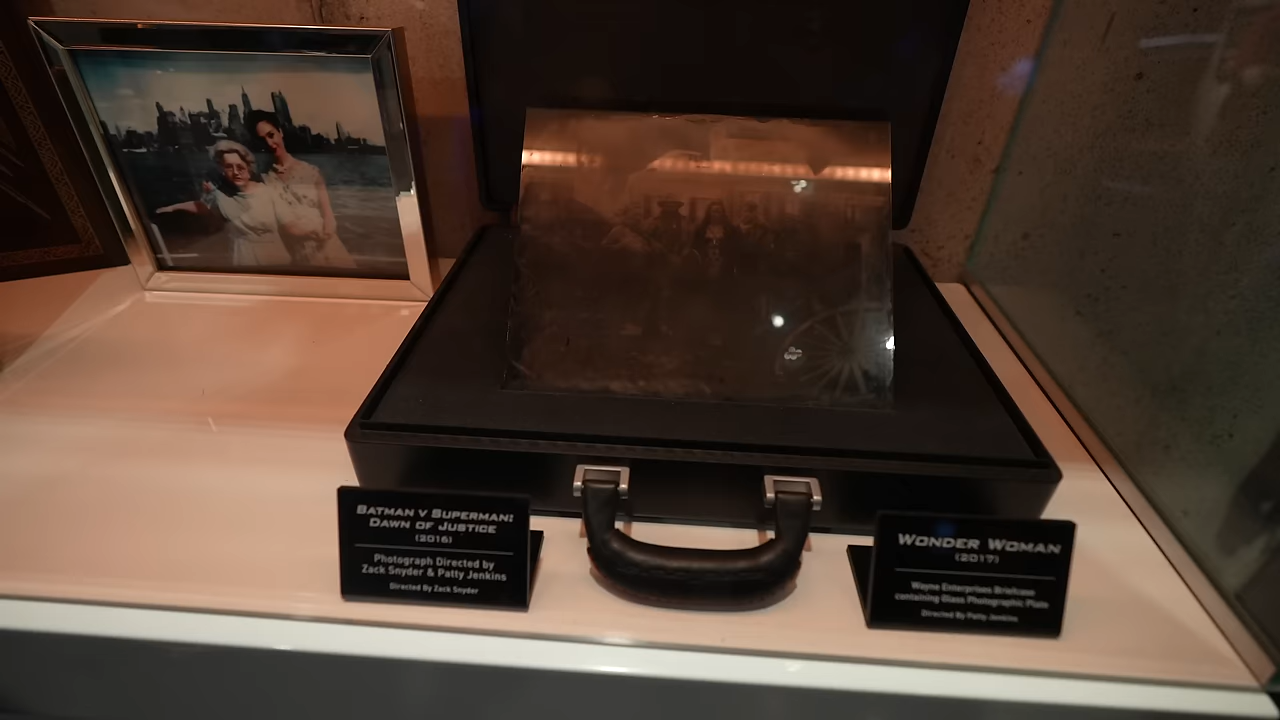 BATMAN V SUPERMAN:
DAWN OF JUSTICE
(2016)
Photograph Directed by
Zack Snyder & Patty Jenkins
Directed By Zack Snyder
WONDER WOMAN
(2017)
Wayne Enterprises Briefcase
containing Glass Photographic Plate
Directed By Patty Jenkins